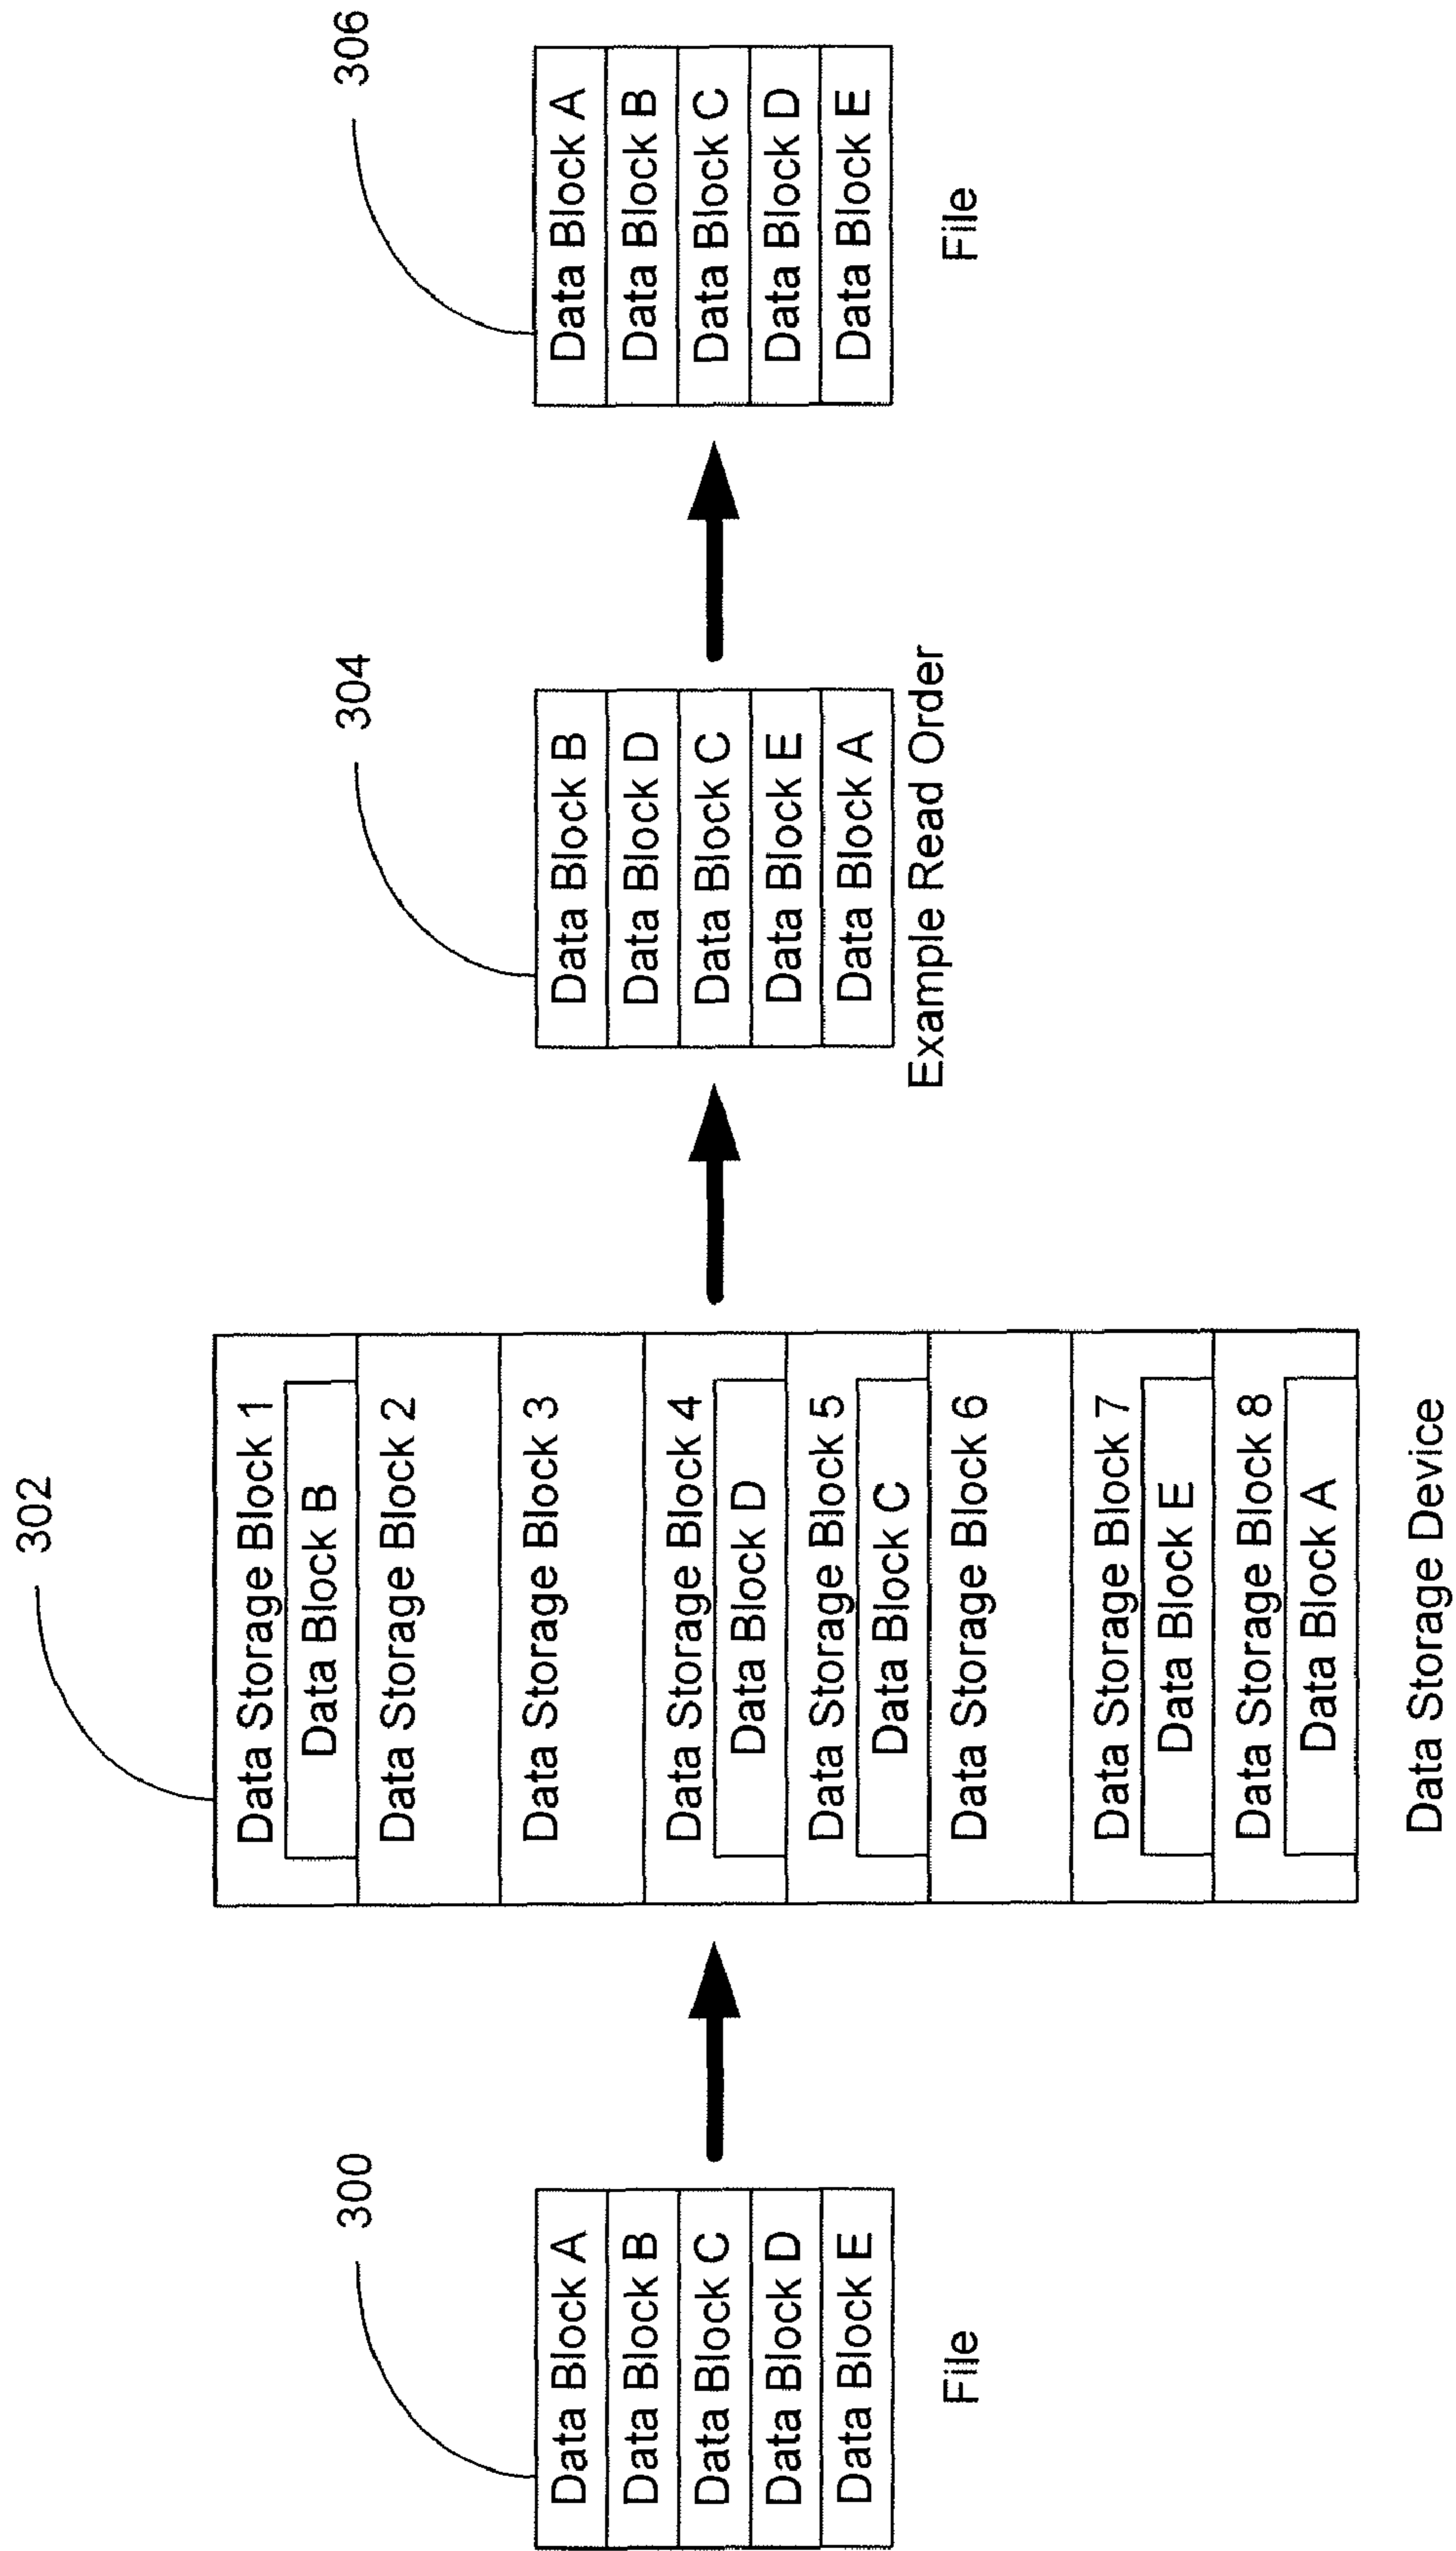 300
Data Block A
Data Block B
Data Block C
Data Block D
Data Block E
File
302
Data Storage Block 1
Data Block B
Data Storage Block 2
Data Storage Block 3
Data Storage Block 4
Data Block D
Data Storage Block 5
Data Block C
Data Storage Block 6
Data Storage Block 7
Data Block E
Data Storage Block 8
Data Block A
Data Storage Device
304
Data Block B
Data Block D
Data Block C
Data Block E
Data Block A
Example Read Order
306
Data Block A
Data Block B
Data Block C
Data Block D
Data Block E
File